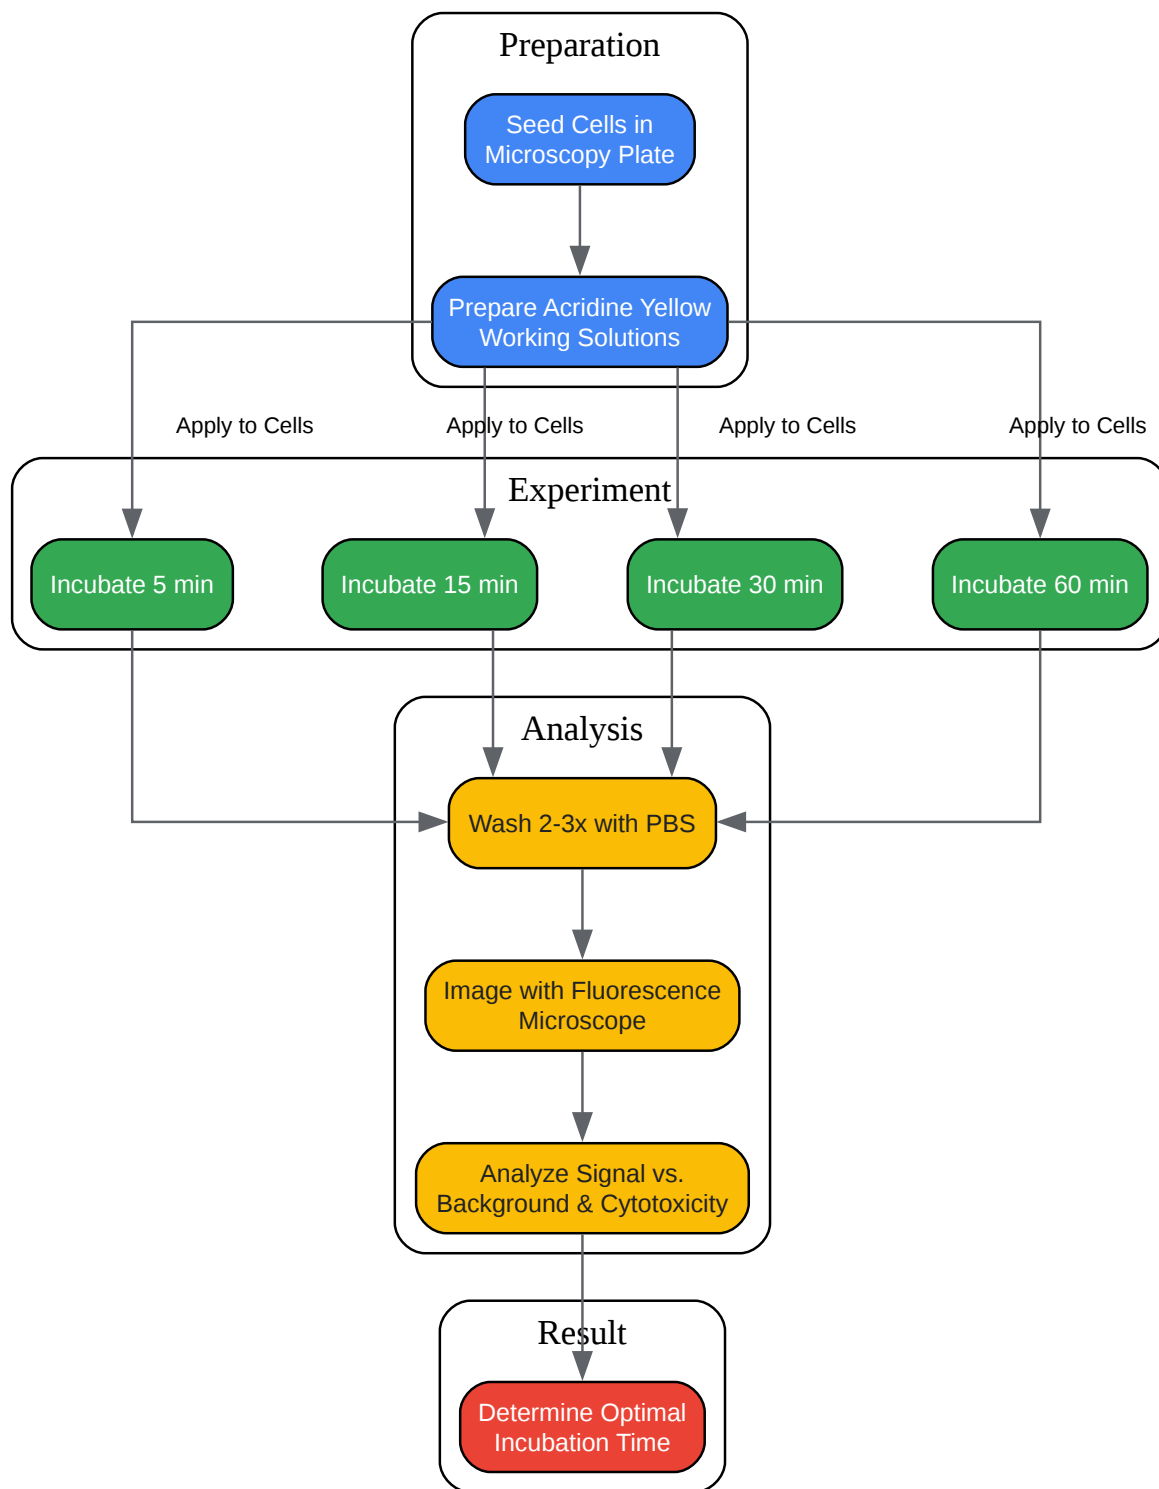 Preparation
Seed Cells in
Microscopy Plate
Prepare Acridine Yellow
Working Solutions
Apply to Cells
Apply to Cells
Apply to Cells
Apply to Cells
Experiment
Incubate 5 min
Incubate 15 min
Incubate 30 min
Incubate 60 min
Analysis
Wash 2-3x with PBS
Image with Fluorescence
Microscope
Analyze Signal vs.
Background & Cytotoxicity
Result
Determine Optimal
Incubation Time